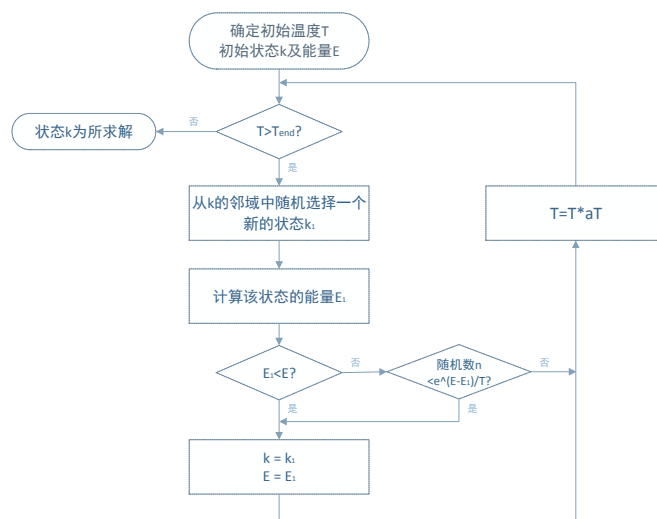 确定初始温度T
初始状态k及能量E
状态k为所求解
否
T>Tend?
是
从k的邻域中随机选择一个
新的状态k₁
T=T*aT
计算该状态的能量E₁
E₁<E?
否
随机数n
<e^(E-E₁)/T?
否
是
是
k = k₁
E = E₁